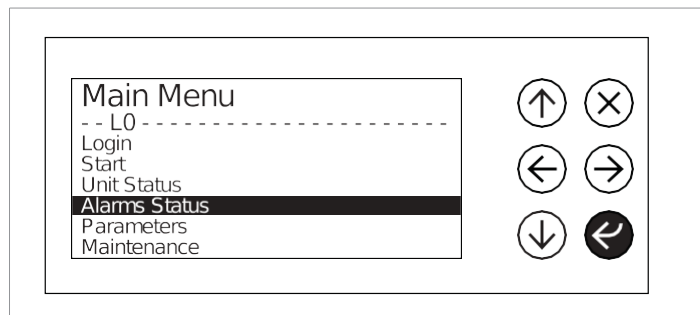 Main Menu
- - L0 - - - - - - - - - - - - - - - - - - - - - -
Login
Start
Unit Status
Alarms Status
Parameters
Maintenance